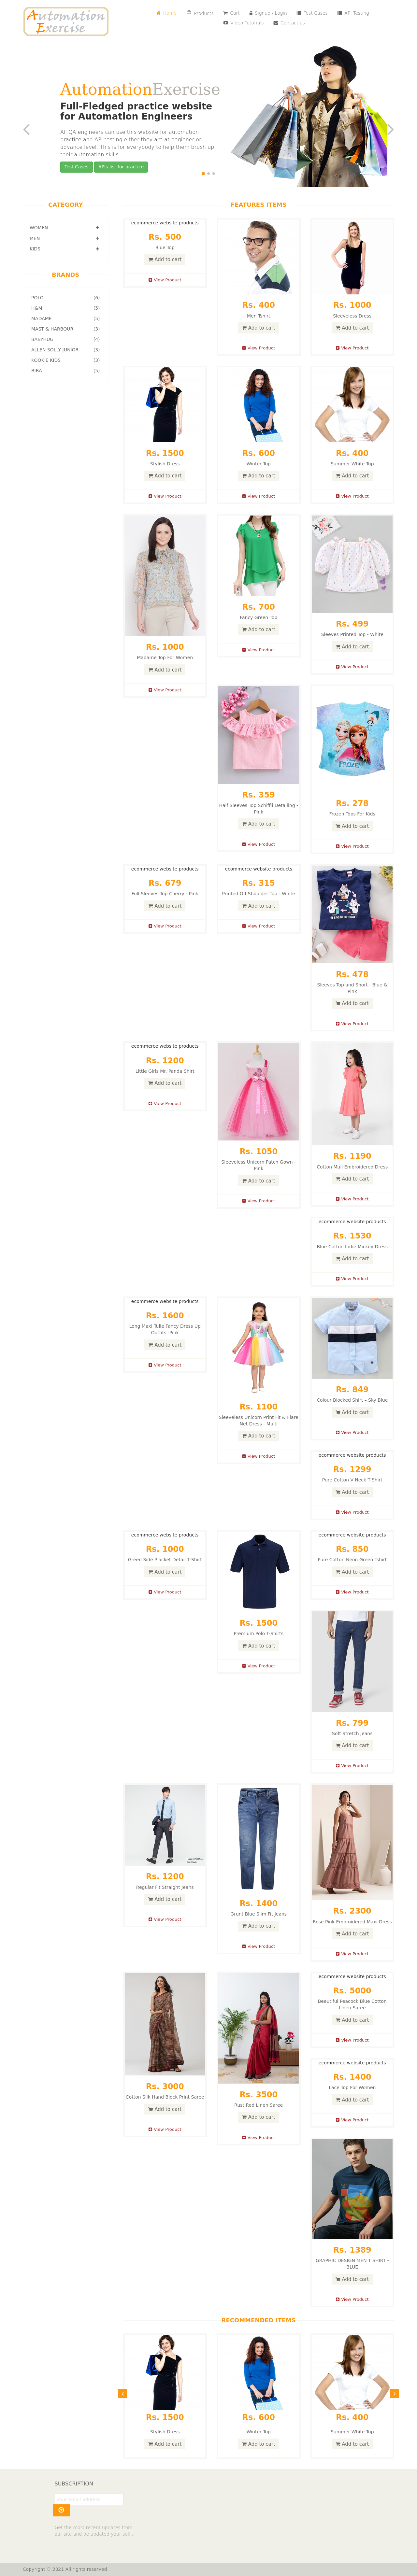 Automation
Exercise
Home
Products
Cart
Signup / Login
Test Cases
API Testing
Video Tutorials
Contact us
AutomationExercise
Full-Fledged practice website
for Automation Engineers
All QA engineers can use this website for automation
practice and API testing either they are at beginner or
advance level. This is for everybody to help them brush up
their automation skills.
Test Cases
APIs list for practice
CATEGORY
WOMEN
MEN
KIDS
BRANDS
POLO (6)
H&M (5)
MADAME (5)
MAST & HARBOUR (3)
BABYHUG (4)
ALLEN SOLLY JUNIOR (3)
KOOKIE KIDS (3)
BIBA (5)
FEATURES ITEMS
ecommerce website products
Rs. 500
Blue Top
Add to cart
View Product
Rs. 400
Men Tshirt
Add to cart
View Product
Rs. 1000
Sleeveless Dress
Add to cart
View Product
Rs. 1500
Stylish Dress
Add to cart
View Product
Rs. 600
Winter Top
Add to cart
View Product
Rs. 400
Summer White Top
Add to cart
View Product
Rs. 1000
Madame Top For Women
Add to cart
View Product
Rs. 700
Fancy Green Top
Add to cart
View Product
Rs. 499
Sleeves Printed Top - White
Add to cart
View Product
Rs. 359
Half Sleeves Top Schiffli Detailing -
Pink
Add to cart
View Product
Rs. 278
Frozen Tops For Kids
Add to cart
View Product
ecommerce website products
Rs. 679
Full Sleeves Top Cherry - Pink
Add to cart
View Product
ecommerce website products
Rs. 315
Printed Off Shoulder Top - White
Add to cart
View Product
Rs. 478
Sleeves Top and Short - Blue &
Pink
Add to cart
View Product
ecommerce website products
Rs. 1200
Little Girls Mr. Panda Shirt
Add to cart
View Product
Rs. 1050
Sleeveless Unicorn Patch Gown -
Pink
Add to cart
View Product
Rs. 1190
Cotton Mull Embroidered Dress
Add to cart
View Product
ecommerce website products
Rs. 1530
Blue Cotton Indie Mickey Dress
Add to cart
View Product
ecommerce website products
Rs. 1600
Long Maxi Tulle Fancy Dress Up
Outfits -Pink
Add to cart
View Product
Rs. 1100
Sleeveless Unicorn Print Fit & Flare
Net Dress - Multi
Add to cart
View Product
Rs. 849
Colour Blocked Shirt – Sky Blue
Add to cart
View Product
ecommerce website products
Rs. 1299
Pure Cotton V-Neck T-Shirt
Add to cart
View Product
ecommerce website products
Rs. 1000
Green Side Placket Detail T-Shirt
Add to cart
View Product
Rs. 1500
Premium Polo T-Shirts
Add to cart
View Product
ecommerce website products
Rs. 850
Pure Cotton Neon Green Tshirt
Add to cart
View Product
Rs. 799
Soft Stretch Jeans
Add to cart
View Product
Rs. 1200
Regular Fit Straight Jeans
Add to cart
View Product
Rs. 1400
Grunt Blue Slim Fit Jeans
Add to cart
View Product
Rs. 2300
Rose Pink Embroidered Maxi Dress
Add to cart
View Product
Rs. 3000
Cotton Silk Hand Block Print Saree
Add to cart
View Product
Rs. 3500
Rust Red Linen Saree
Add to cart
View Product
ecommerce website products
Rs. 5000
Beautiful Peacock Blue Cotton
Linen Saree
Add to cart
View Product
ecommerce website products
Rs. 1400
Lace Top For Women
Add to cart
View Product
Rs. 1389
GRAPHIC DESIGN MEN T SHIRT -
BLUE
Add to cart
View Product
RECOMMENDED ITEMS
Rs. 1500
Stylish Dress
Add to cart
Rs. 600
Winter Top
Add to cart
Rs. 400
Summer White Top
Add to cart
SUBSCRIPTION
Your email address
Get the most recent updates from
our site and be updated your self...
Copyright © 2021 All rights reserved